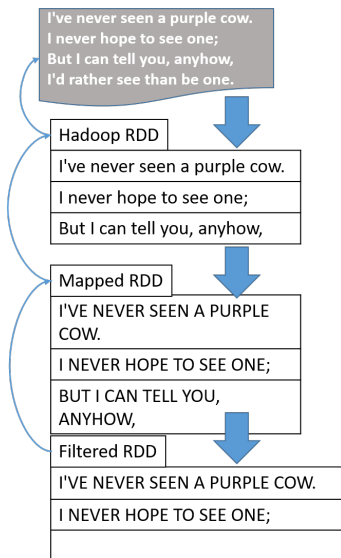 I've never seen a purple cow.
I never hope to see one;
But I can tell you, anyhow,
I'd rather see than be one.
Hadoop RDD
I've never seen a purple cow.
I never hope to see one;
But I can tell you, anyhow,
Mapped RDD
I'VE NEVER SEEN A PURPLE
COW.
I NEVER HOPE TO SEE ONE;
BUT I CAN TELL YOU,
ANYHOW,
Filtered RDD
I'VE NEVER SEEN A PURPLE COW.
I NEVER HOPE TO SEE ONE;